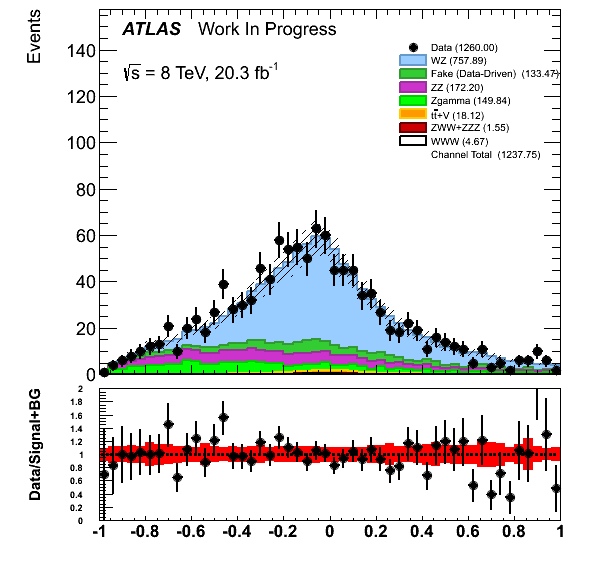 Events
ATLAS Work In Progress
√s = 8 TeV, 20.3 fb⁻¹
Data (1260.00)
WZ (757.89)
Fake (Data-Driven) (133.47)
ZZ (172.20)
Zgamma (149.84)
tt̄+V (18.12)
ZWW+ZZZ (1.55)
WWW (4.67)
Channel Total (1237.75)
140
120
100
80
60
40
20
0
Data/Signal+BG
2
1.8
1.6
1.4
1.2
1
0.8
0.6
0.4
0.2
0
-1 -0.8 -0.6 -0.4 -0.2 0 0.2 0.4 0.6 0.8 1